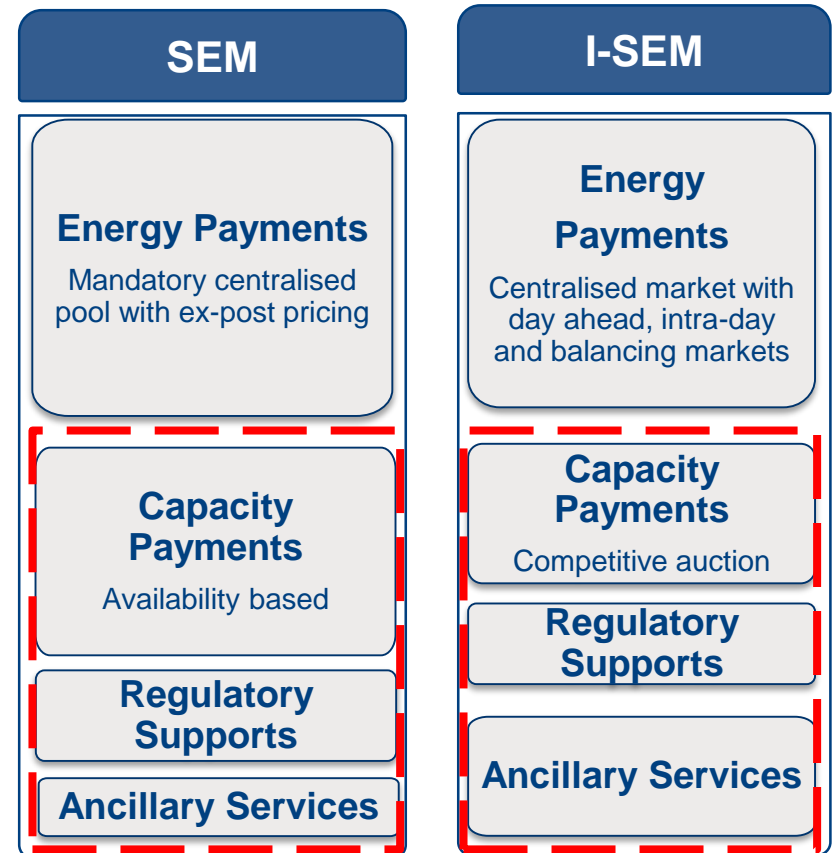 SEM
Energy Payments
Mandatory centralised
pool with ex-post pricing
Capacity
Payments
Availability based
Regulatory
Supports
Ancillary Services
I-SEM
Energy
Payments
Centralised market with
day ahead, intra-day
and balancing markets
Capacity
Payments
Competitive auction
Regulatory
Supports
Ancillary Services